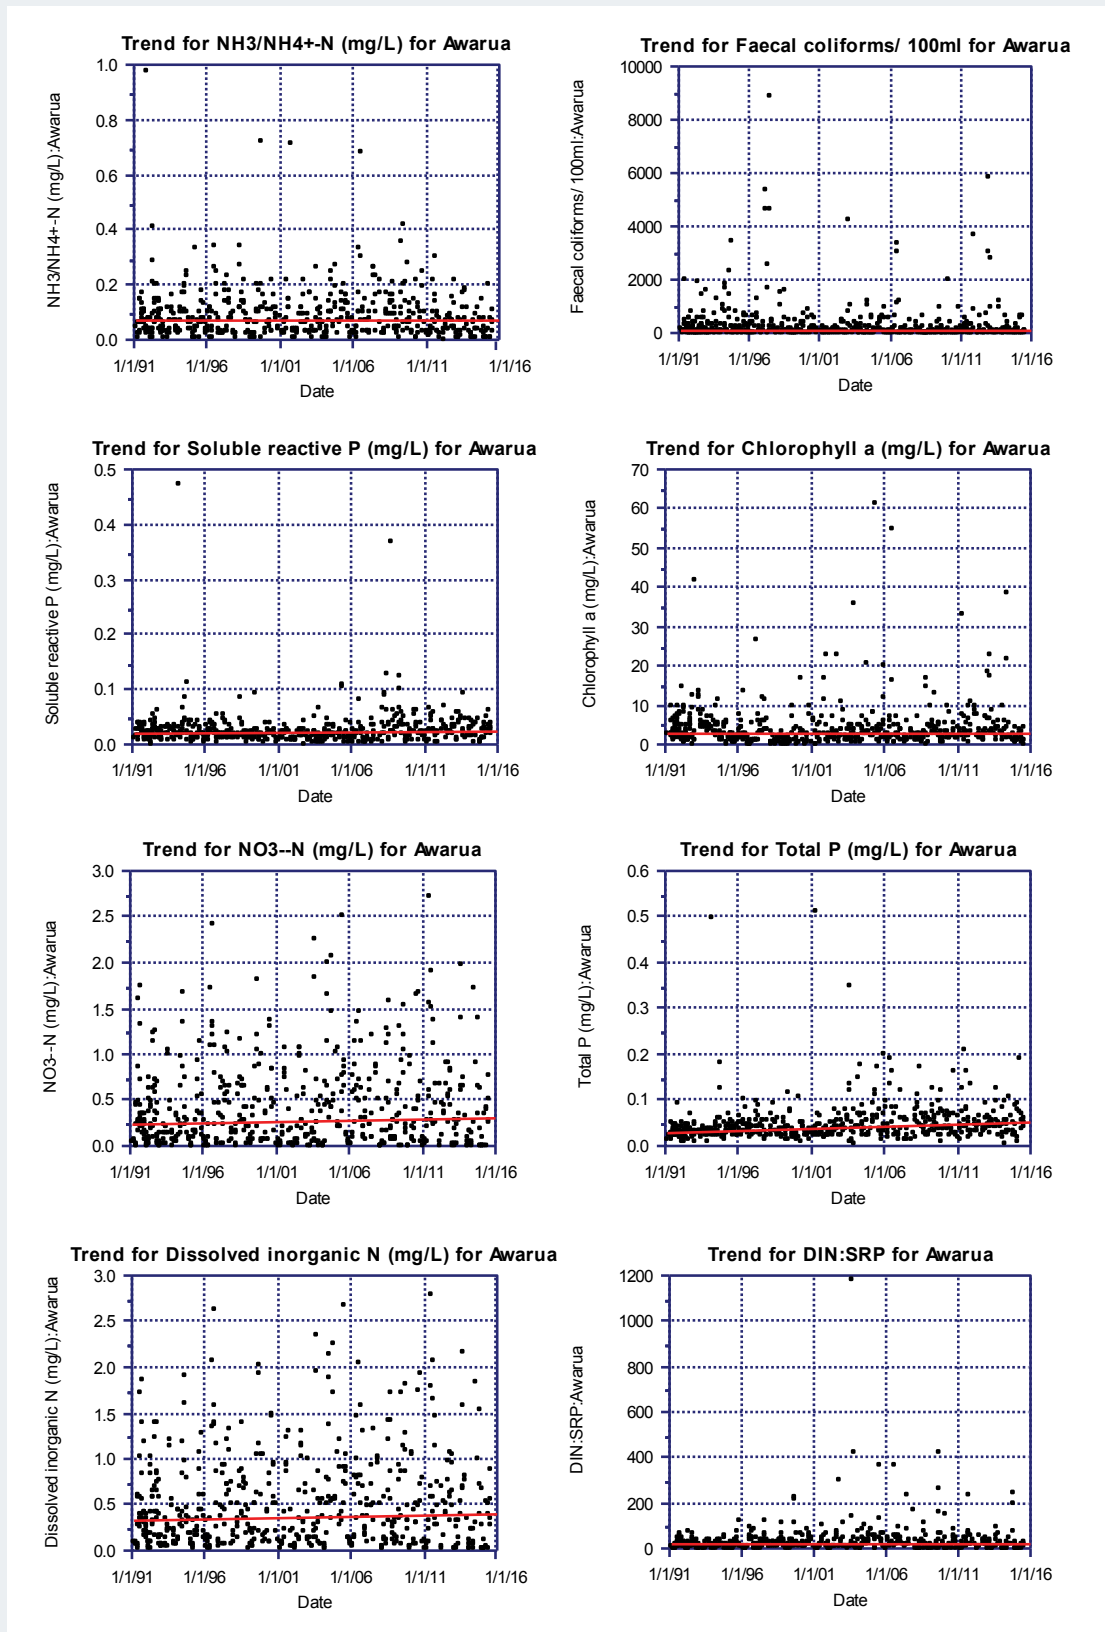 Trend for NH3/NH4+-N (mg/L) for Awarua
NH3/NH4+-N (mg/L):Awarua
1.0
0.8
0.6
0.4
0.2
0.0
1/1/91 1/1/96 1/1/01 1/1/06 1/1/11 1/1/16
Date
Trend for Faecal coliforms/ 100ml for Awarua
Faecal coliforms/ 100ml:Awarua
10000
8000
6000
4000
2000
0
1/1/91 1/1/96 1/1/01 1/1/06 1/1/11 1/1/16
Date
Trend for Soluble reactive P (mg/L) for Awarua
Soluble reactive P (mg/L):Awarua
0.5
0.4
0.3
0.2
0.1
0.0
1/1/91 1/1/96 1/1/01 1/1/06 1/1/11 1/1/16
Date
Trend for Chlorophyll a (mg/L) for Awarua
Chlorophyll a (mg/L):Awarua
70
60
50
40
30
20
10
0
1/1/91 1/1/96 1/1/01 1/1/06 1/1/11 1/1/16
Date
Trend for NO3--N (mg/L) for Awarua
NO3--N (mg/L):Awarua
3.0
2.5
2.0
1.5
1.0
0.5
0.0
1/1/91 1/1/96 1/1/01 1/1/06 1/1/11 1/1/16
Date
Trend for Total P (mg/L) for Awarua
Total P (mg/L):Awarua
0.6
0.5
0.4
0.3
0.2
0.1
0.0
1/1/91 1/1/96 1/1/01 1/1/06 1/1/11 1/1/16
Date
Trend for Dissolved inorganic N (mg/L) for Awarua
Dissolved inorganic N (mg/L):Awarua
3.0
2.5
2.0
1.5
1.0
0.5
0.0
1/1/91 1/1/96 1/1/01 1/1/06 1/1/11 1/1/16
Date
Trend for DIN:SRP for Awarua
DIN:SRP:Awarua
1200
1000
800
600
400
200
0
1/1/91 1/1/96 1/1/01 1/1/06 1/1/11 1/1/16
Date